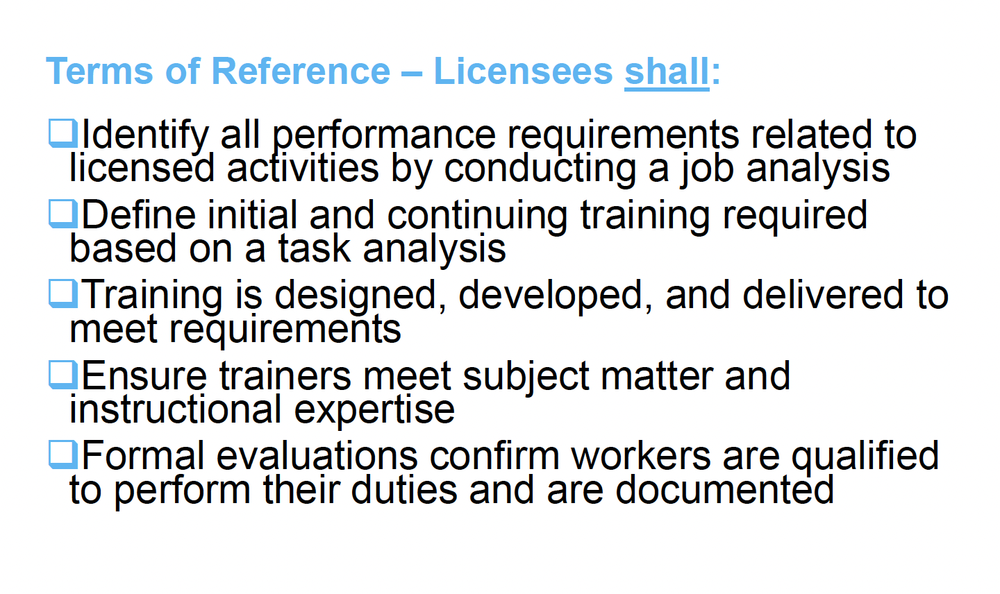 Terms of Reference – Licensees shall:
❑Identify all performance requirements related to
licensed activities by conducting a job analysis
❑Define initial and continuing training required
based on a task analysis
❑Training is designed, developed, and delivered to
meet requirements
❑Ensure trainers meet subject matter and
instructional expertise
❑Formal evaluations confirm workers are qualified
to perform their duties and are documented